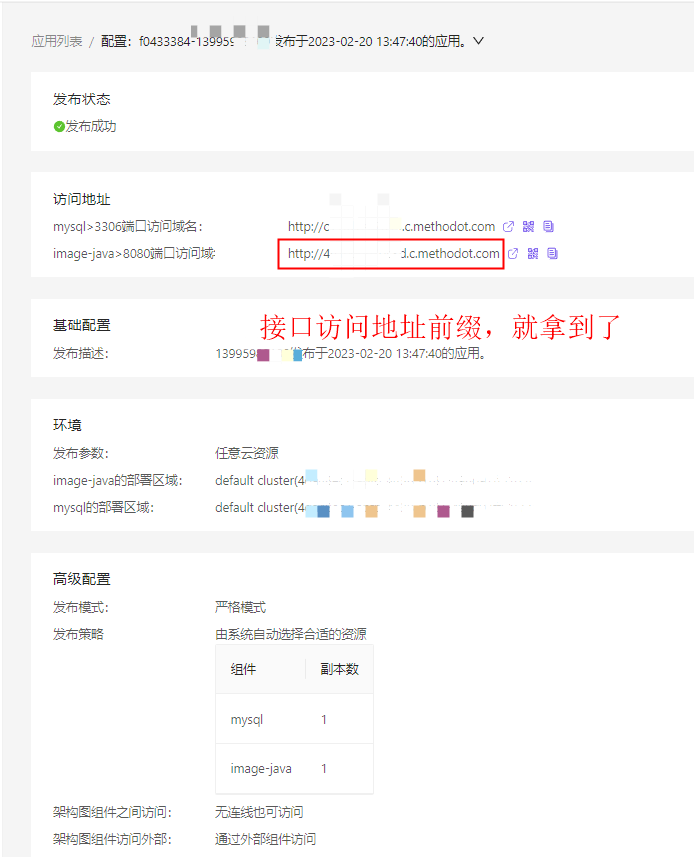 应用列表 / 配置: f0433384-13995 发布于2023-02-20 13:47:40的应用。
发布状态
发布成功
访问地址
mysql>3306端口访问域名: http://c .c.methodot.com
image-java>8080端口访问域 http://4 d.c.methodot.com
基础配置
接口访问地址前缀，就拿到了
发布描述: 139959 发布于2023-02-20 13:47:40的应用。
环境
发布参数: 任意云资源
image-java的部署区域: default cluster(4
mysql的部署区域: default cluster(4
高级配置
发布模式: 严格模式
发布策略 由系统自动选择合适的资源
组件 副本数
mysql 1
image-java 1
架构图组件之间访问: 无连线也可访问
架构图组件访问外部: 通过外部组件访问